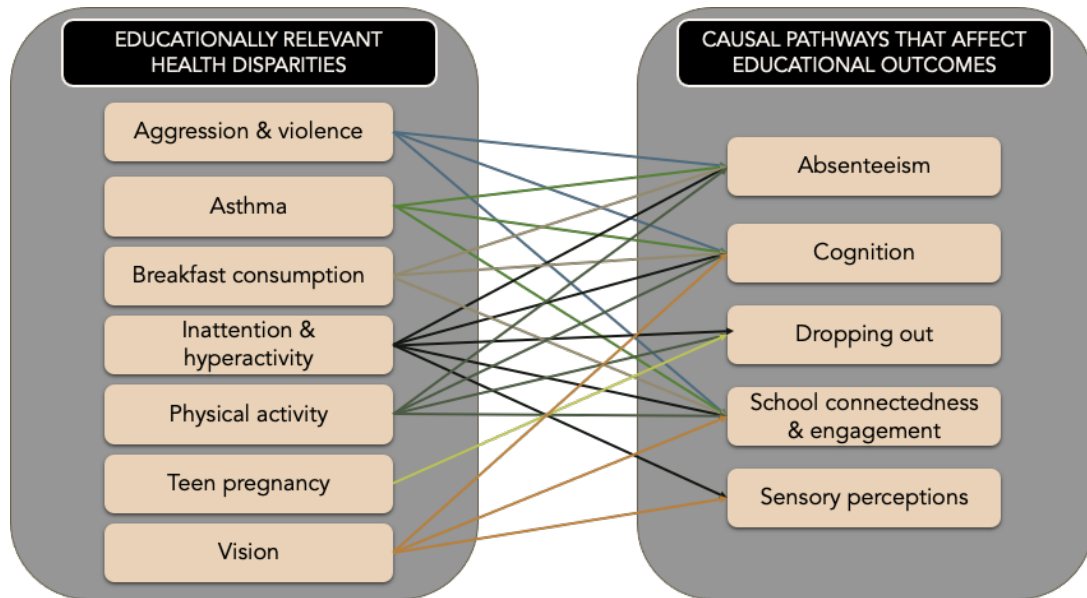 EDUCATIONALLY RELEVANT
HEALTH DISPARITIES
Aggression & violence
Asthma
Breakfast consumption
Inattention &
hyperactivity
Physical activity
Teen pregnancy
Vision
CAUSAL PATHWAYS THAT AFFECT
EDUCATIONAL OUTCOMES
Absenteeism
Cognition
Dropping out
School connectedness
& engagement
Sensory perceptions